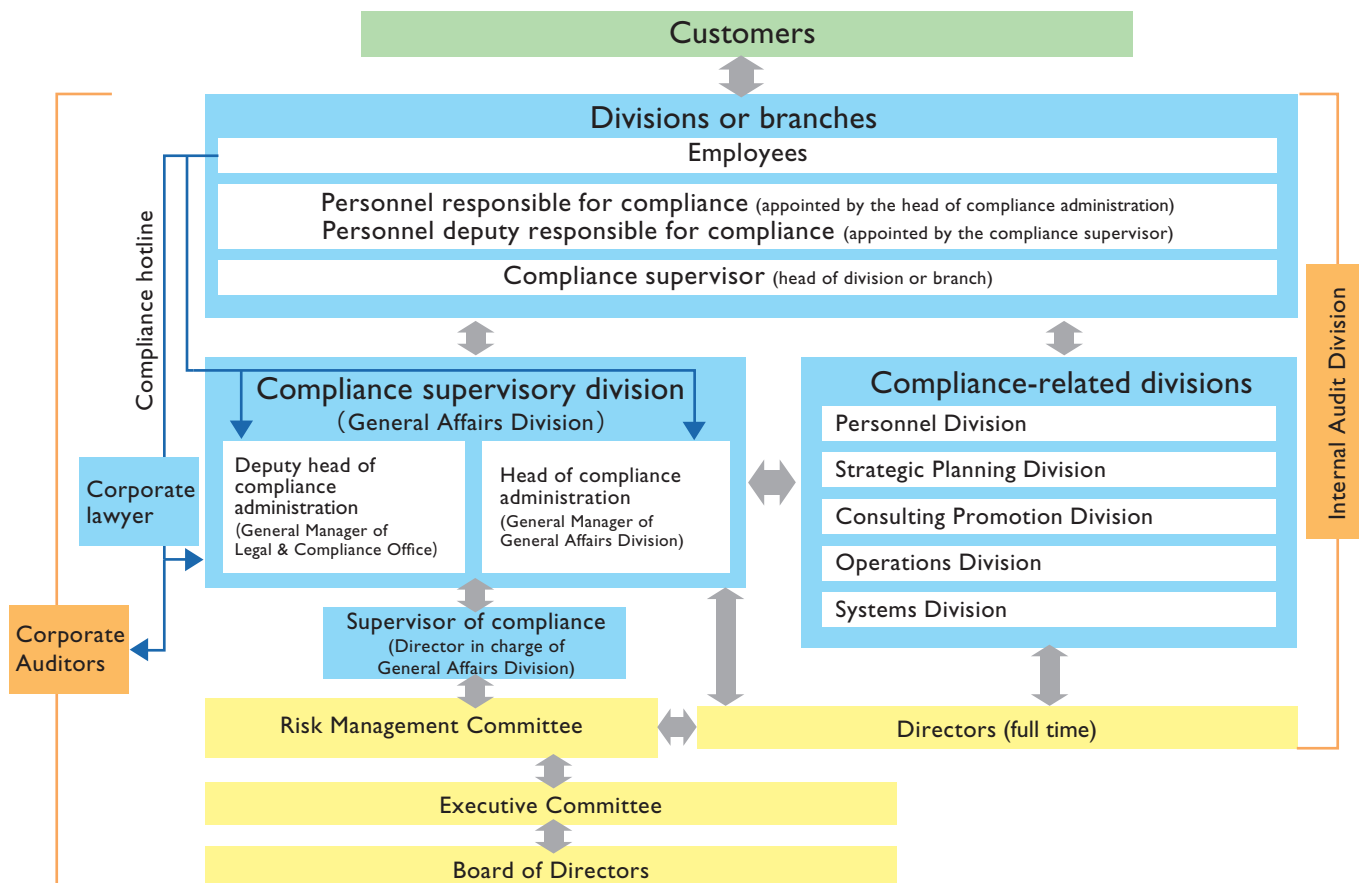 Customers
Divisions or branches
Employees
Personnel responsible for compliance (appointed by the head of compliance administration)
Personnel deputy responsible for compliance (appointed by the compliance supervisor)
Compliance supervisor (head of division or branch)
Compliance hotline
Internal Audit Division
Compliance supervisory division
(General Affairs Division)
Deputy head of
compliance
administration
(General Manager of
Legal & Compliance Office)
Head of compliance
administration
(General Manager of
General Affairs Division)
Compliance-related divisions
Personnel Division
Strategic Planning Division
Consulting Promotion Division
Operations Division
Systems Division
Corporate
lawyer
Corporate
Auditors
Supervisor of compliance
(Director in charge of
General Affairs Division)
Risk Management Committee
Directors (full time)
Executive Committee
Board of Directors